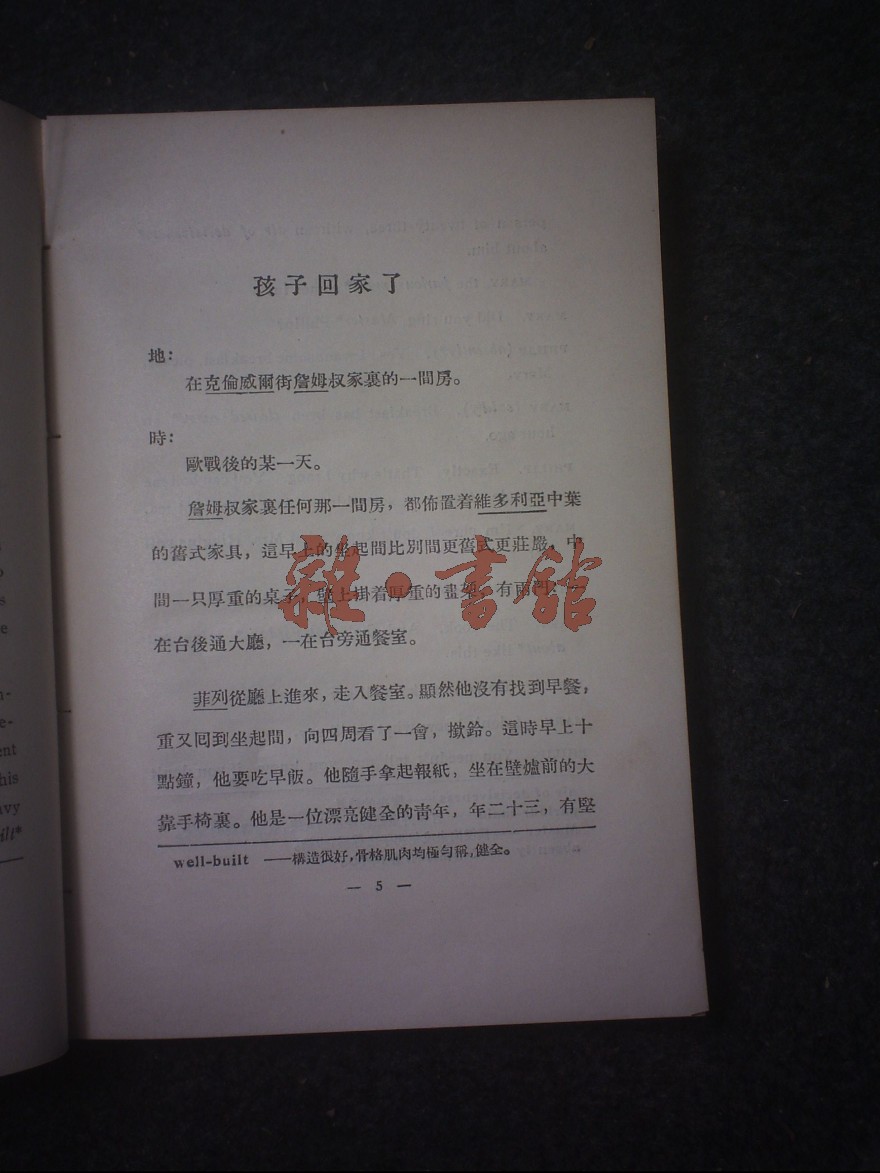 孩子回家了
地：
在克倫威爾街詹姆叔家裏的一間房。
時：
歐戰後的某一天。
詹姆叔家裏任何那一間房，都佈置着維多利亞中葉
的舊式家具，這早上的坐起間比別間更舊式更莊嚴，中
間一只厚重的桌子，壁上掛着厚重的畫架，有兩門，一
在台後通大廳，一在台旁通餐室。
菲列從廳上進來，走入餐室。顯然他沒有找到早餐，
重又囘到坐起間，向四周看了一會，撳鈴。這時早上十
點鐘，他要吃早飯。他隨手拿起報紙，坐在壁爐前的大
靠手椅裏。他是一位漂亮健全的青年，年二十三，有堅
well-built ——構造很好，骨格肌肉均極勻稱，健全。
— 5 —
雜·書館